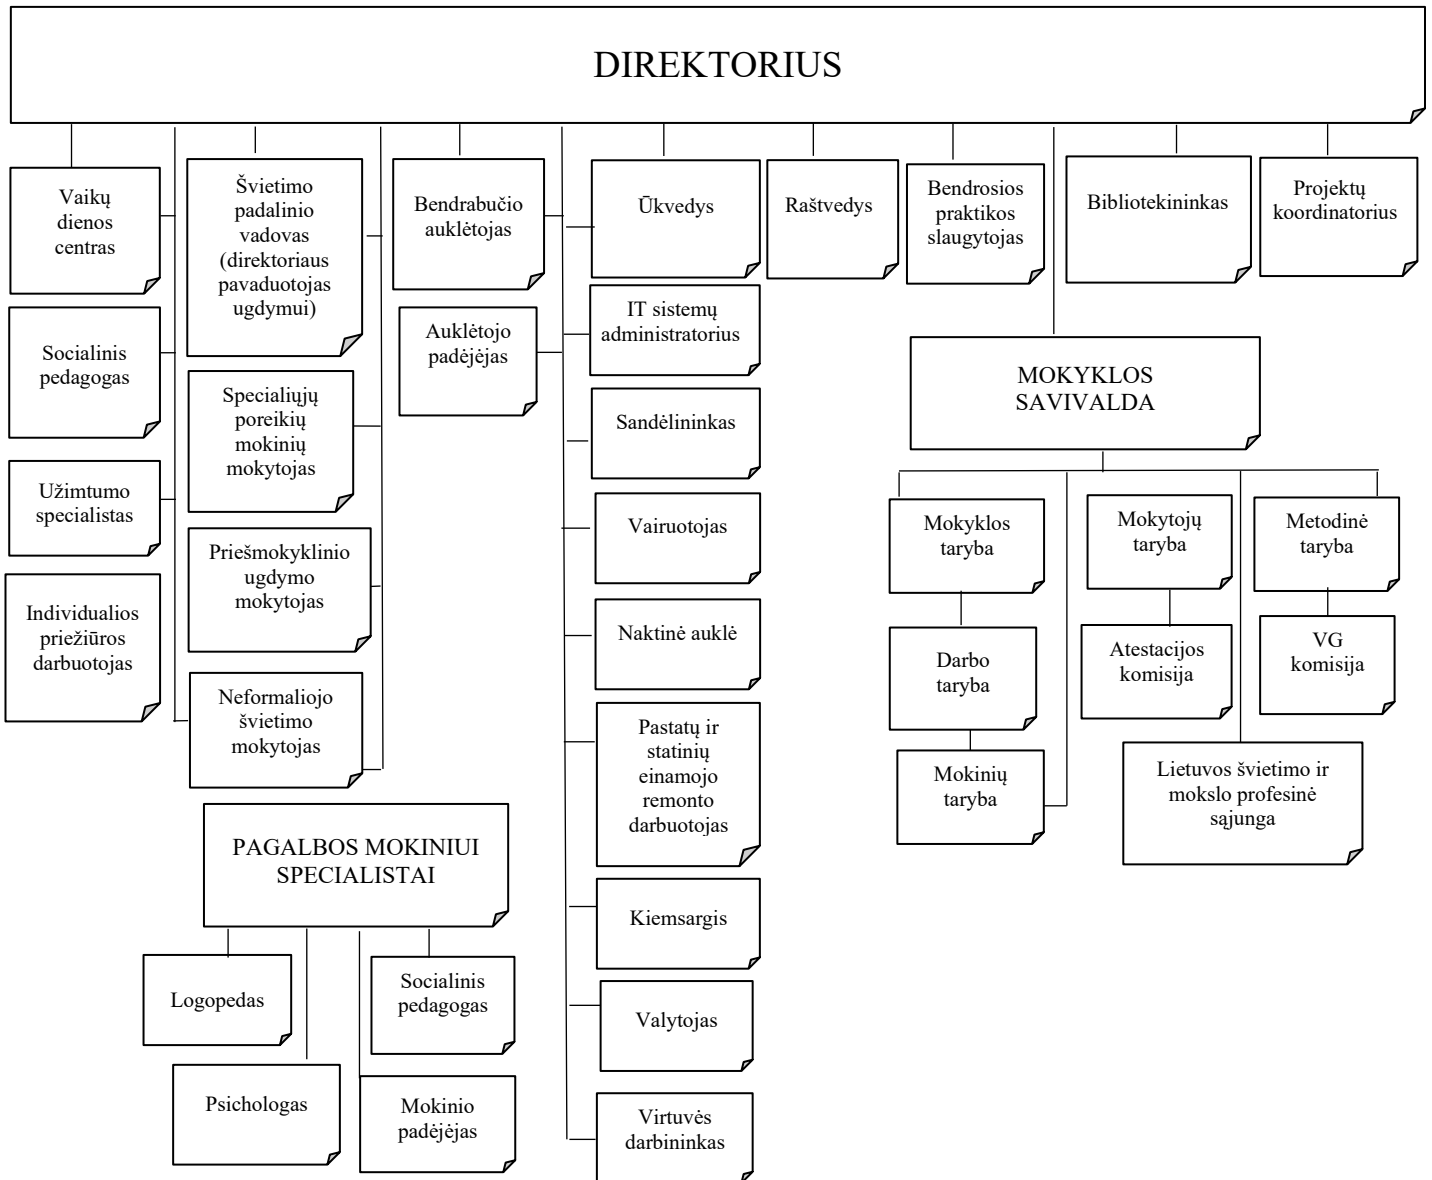 DIREKTORIUS
Vaikų
dienos
centras
Švietimo
padalinio
vadovas
(direktoriaus
pavaduotojas
ugdymui)
Bendrabučio
auklėtojas
Ūkvedys
Raštvedys
Bendrosios
praktikos
slaugytojas
Bibliotekininkas
Projektų
koordinatorius
Socialinis
pedagogas
Užimtumo
specialistas
Individualios
priežiūros
darbuotojas
Specialiųjų
poreikių
mokinių
mokytojas
Priešmokyklinio
ugdymo
mokytojas
Neformaliojo
švietimo
mokytojas
Auklėtojo
padėjėjas
IT sistemų
administratorius
Sandėlininkas
Vairuotojas
Naktinė auklė
Pastatų ir
statinių
einamojo
remonto
darbuotojas
Kiemsargis
Valytojas
Virtuvės
darbininkas
MOKYKLOS
SAVIVALDA
Mokyklos
taryba
Mokytojų
taryba
Metodinė
taryba
Darbo
taryba
Atestacijos
komisija
VG
komisija
Mokinių
taryba
Lietuvos švietimo ir
mokslo profesinė
sąjunga
PAGALBOS MOKINIUI
SPECIALISTAI
Logopedas
Socialinis
pedagogas
Psichologas
Mokinio
padėjėjas